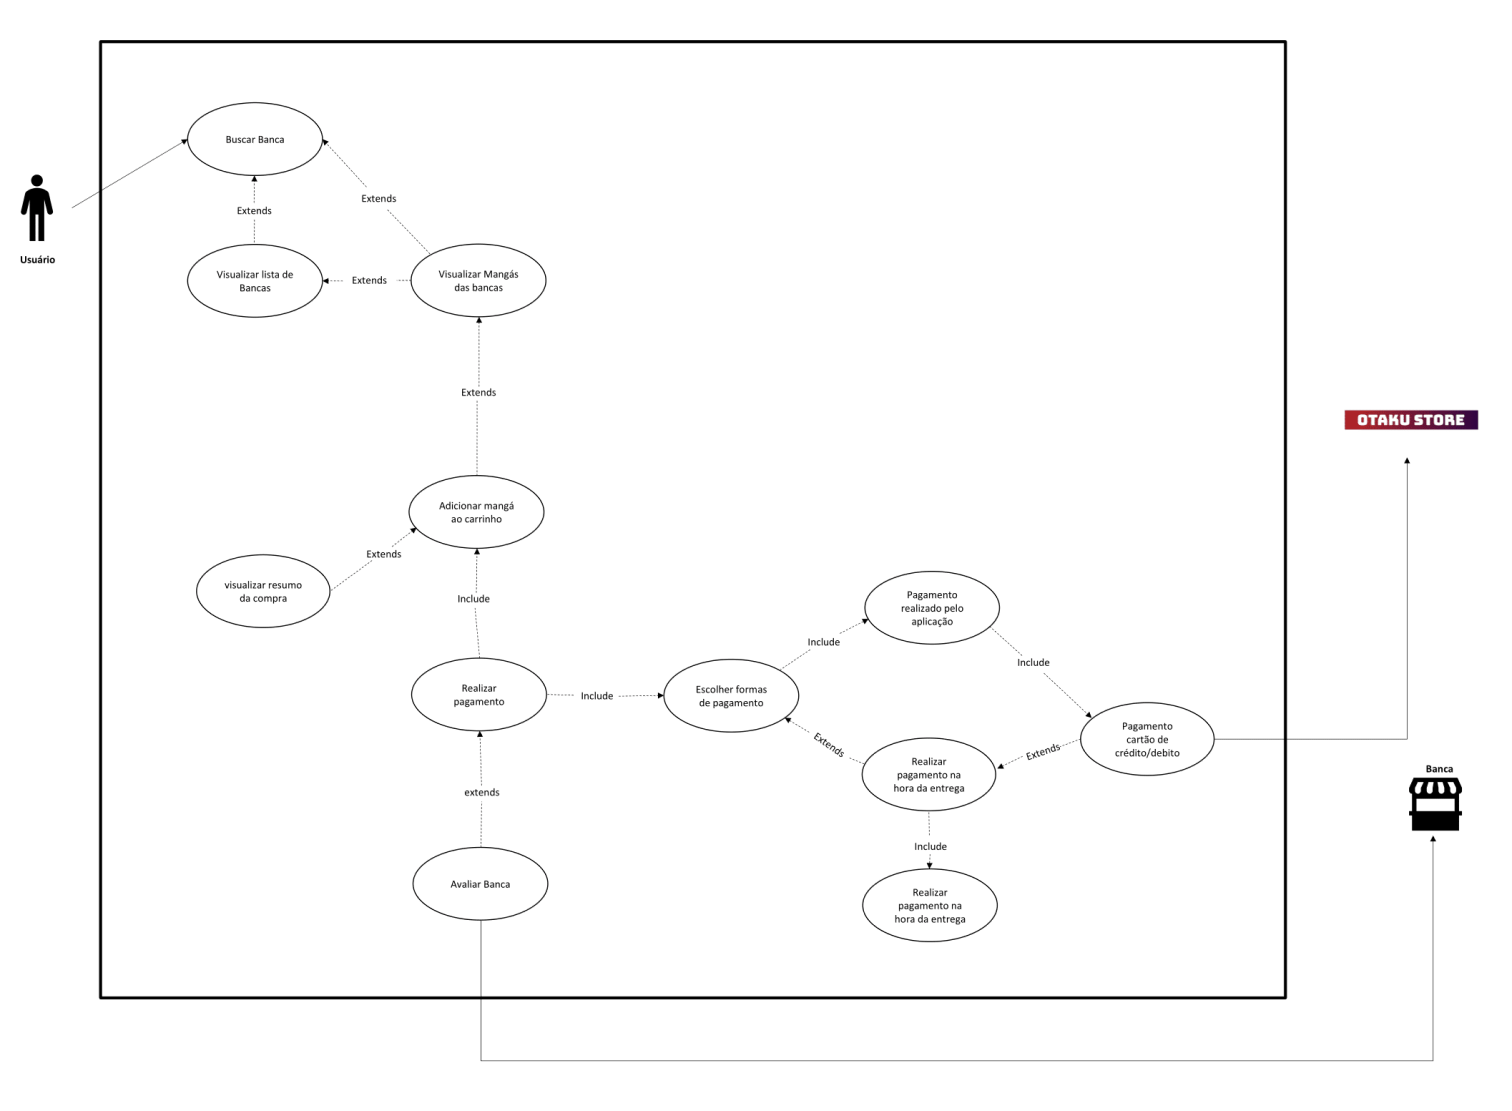 Buscar Banca
Extends
Extends
Usuário
Visualizar lista de
Bancas
Extends
Visualizar Mangás
das bancas
Extends
OTAKU STORE
Adicionar mangá
ao carrinho
Extends
visualizar resumo
da compra
Include
Pagamento
realizado pelo
aplicação
Include
Include
Realizar
pagamento
Include
Escolher formas
de pagamento
Pagamento
cartão de
crédito/debito
Extends
Extends
Realizar
pagamento na
hora da entrega
Banca
extends
Include
Avaliar Banca
Realizar
pagamento na
hora da entrega